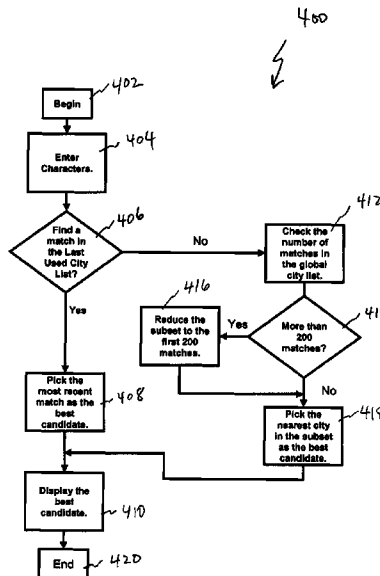 400
402
Begin
404
Enter
Characters.
406
Find a
match in
the Last
Used City
List?
No
412
Check the
number of
matches in
the global
city list.
Yes
416
Reduce the
subset to the
first 200
matches.
Yes
More than
200
matches?
No
Pick the
most recent
match as the
best
candidate.
408
Pick the
nearest city
in the subset
as the best
candidate.
Display the
best
candidate.
410
End
420